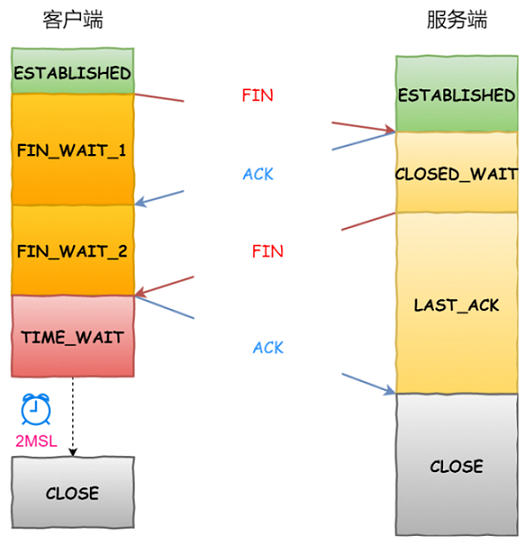 客户端
服务端
ESTABLISHED
ESTABLISHED
FIN
FIN_WAIT_1
ACK
CLOSED_WAIT
FIN_WAIT_2
FIN
LAST_ACK
TIME_WAIT
ACK
2MSL
CLOSE
CLOSE